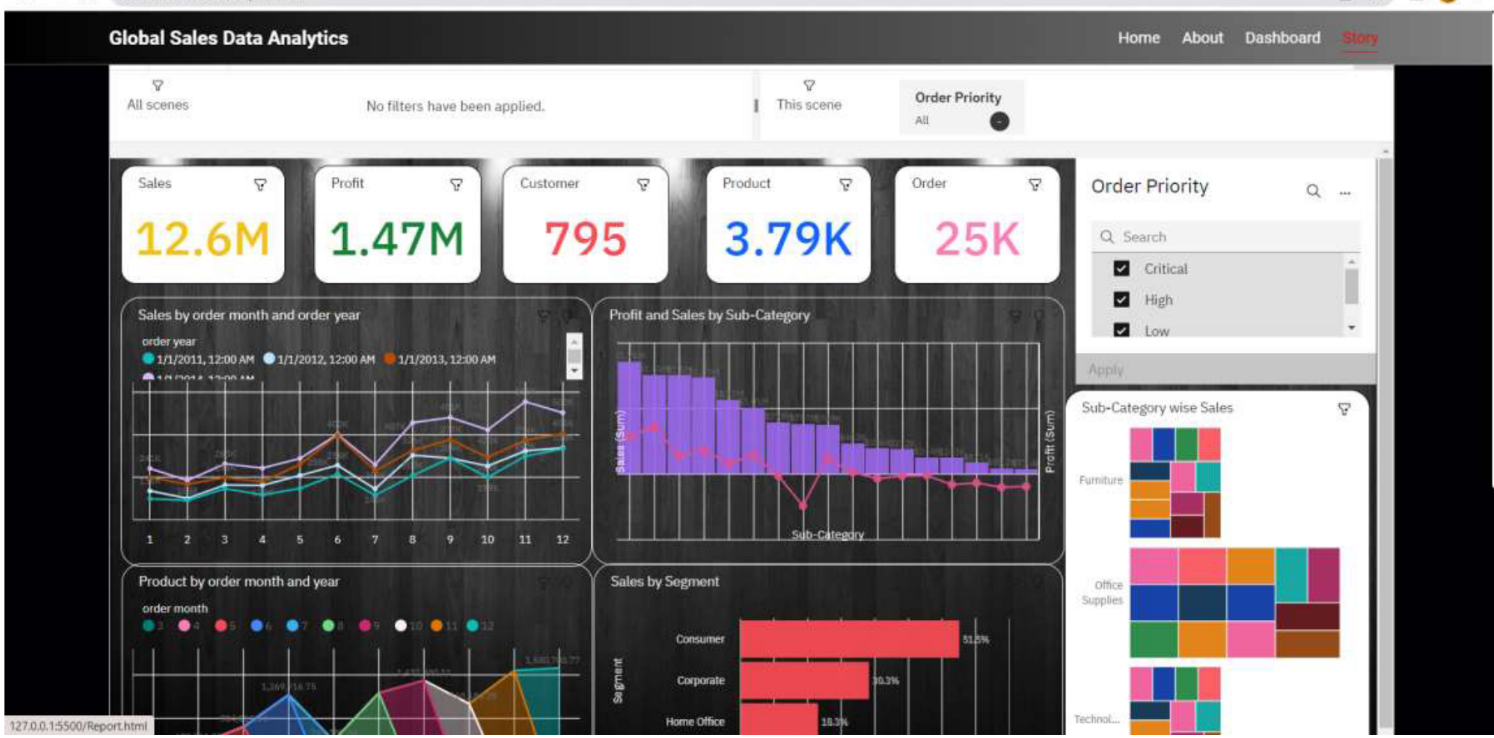 Global Sales Data Analytics
Home About Dashboard Story
All scenes
No filters have been applied.
This scene
Order Priority
All
Sales
12.6M
Profit
1.47M
Customer
795
Product
3.79K
Order
25K
Order Priority
Search
Critical
High
Low
Apply
Sales by order month and order year
order year
1/1/2011, 12:00 AM 1/1/2012, 12:00 AM 1/1/2013, 12:00 AM
1/1/2014, 12:00 AM
1 2 3 4 5 6 7 8 9 10 11 12
Profit and Sales by Sub-Category
Sales (Sum)
Profit (Sum)
Sub-Category
Sub-Category wise Sales
Furniture
Office
Supplies
Technol...
Product by order month and year
order month
3 4 5 6 7 8 9 10 11 12
Sales by Segment
Segment
Consumer
51.5%
Corporate
30.3%
Home Office
18.3%
127.0.0.1:5500/Report.html